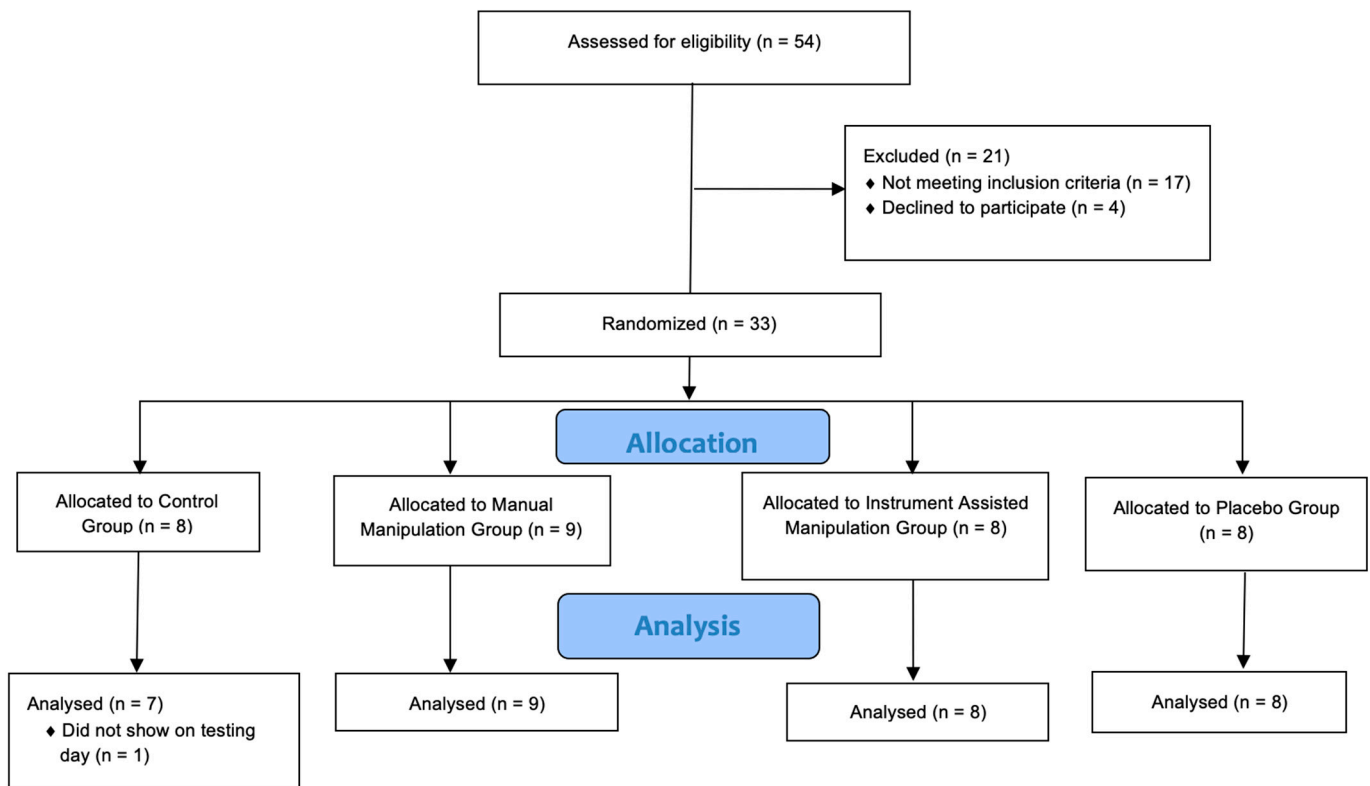 Assessed for eligibility (n = 54)
Excluded (n = 21)
♦ Not meeting inclusion criteria (n = 17)
♦ Declined to participate (n = 4)
Randomized (n = 33)
Allocation
Allocated to Control
Group (n = 8)
Allocated to Manual
Manipulation Group (n = 9)
Allocated to Instrument Assisted
Manipulation Group (n = 8)
Allocated to Placebo Group
(n = 8)
Analysis
Analysed (n = 7)
♦ Did not show on testing
day (n = 1)
Analysed (n = 9)
Analysed (n = 8)
Analysed (n = 8)